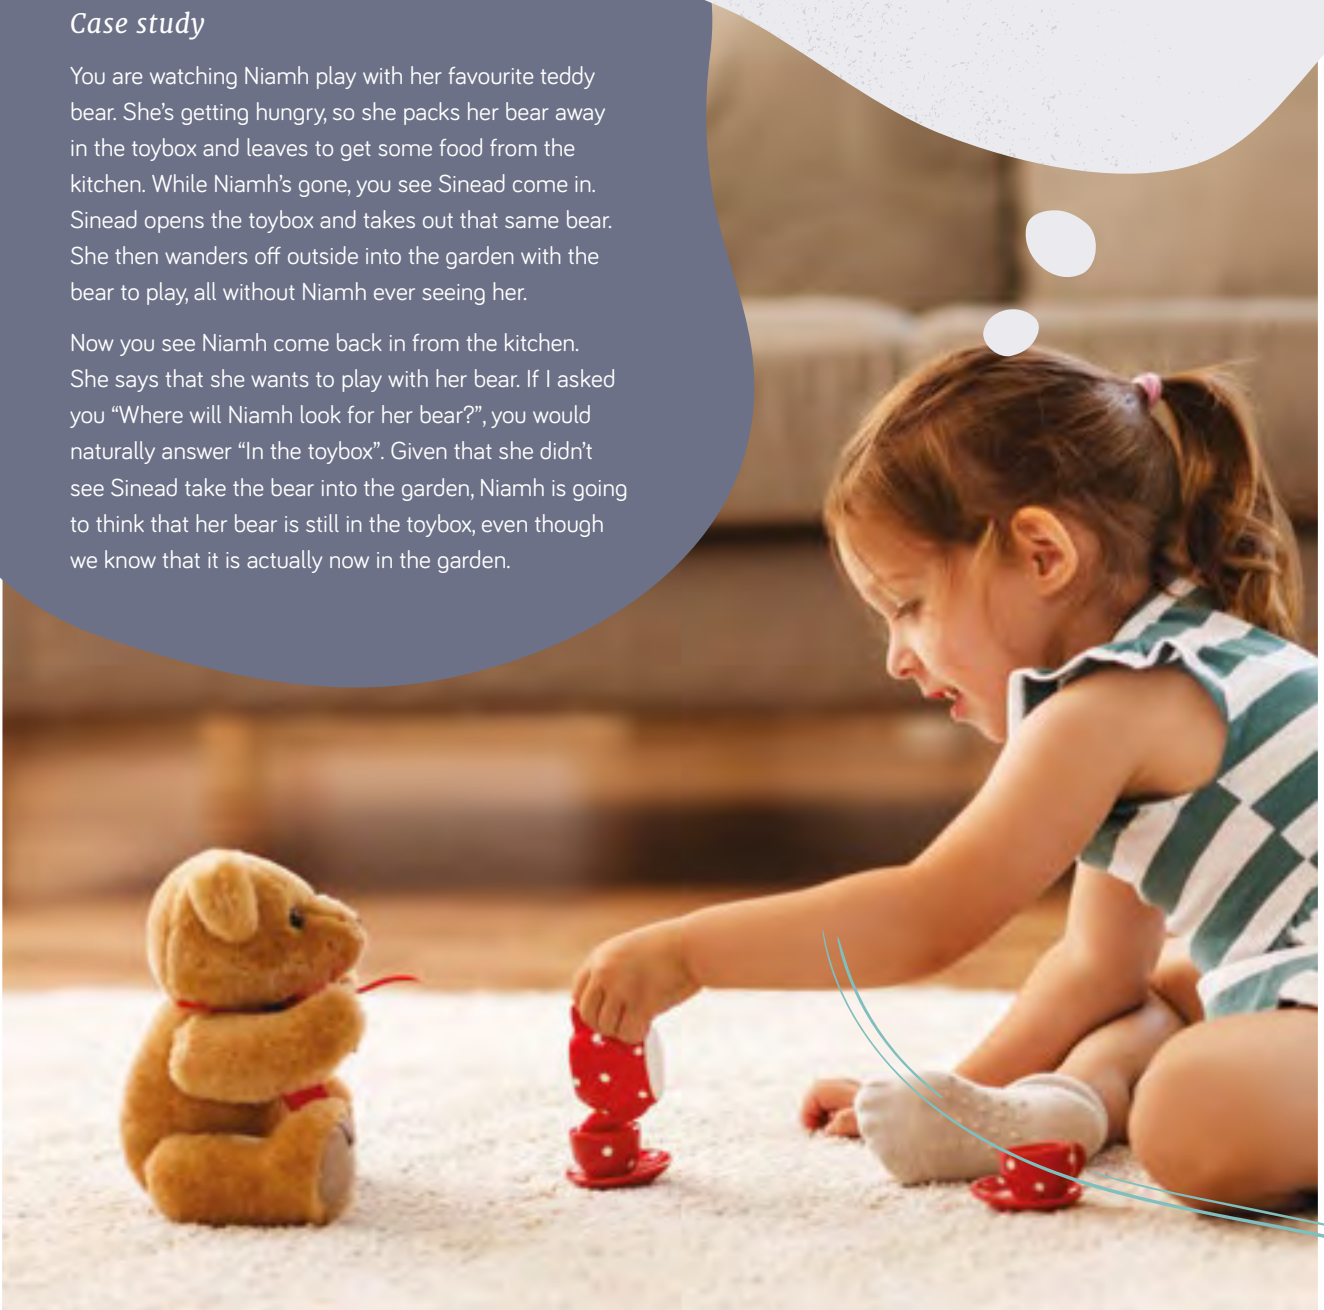 Case study
You are watching Niamh play with her favourite teddy
bear. She’s getting hungry, so she packs her bear away
in the toybox and leaves to get some food from the
kitchen. While Niamh’s gone, you see Sinead come in.
Sinead opens the toybox and takes out that same bear.
She then wanders off outside into the garden with the
bear to play, all without Niamh ever seeing her.
Now you see Niamh come back in from the kitchen.
She says that she wants to play with her bear. If I asked
you “Where will Niamh look for her bear?”, you would
naturally answer “In the toybox”. Given that she didn’t
see Sinead take the bear into the garden, Niamh is going
to think that her bear is still in the toybox, even though
we know that it is actually now in the garden.